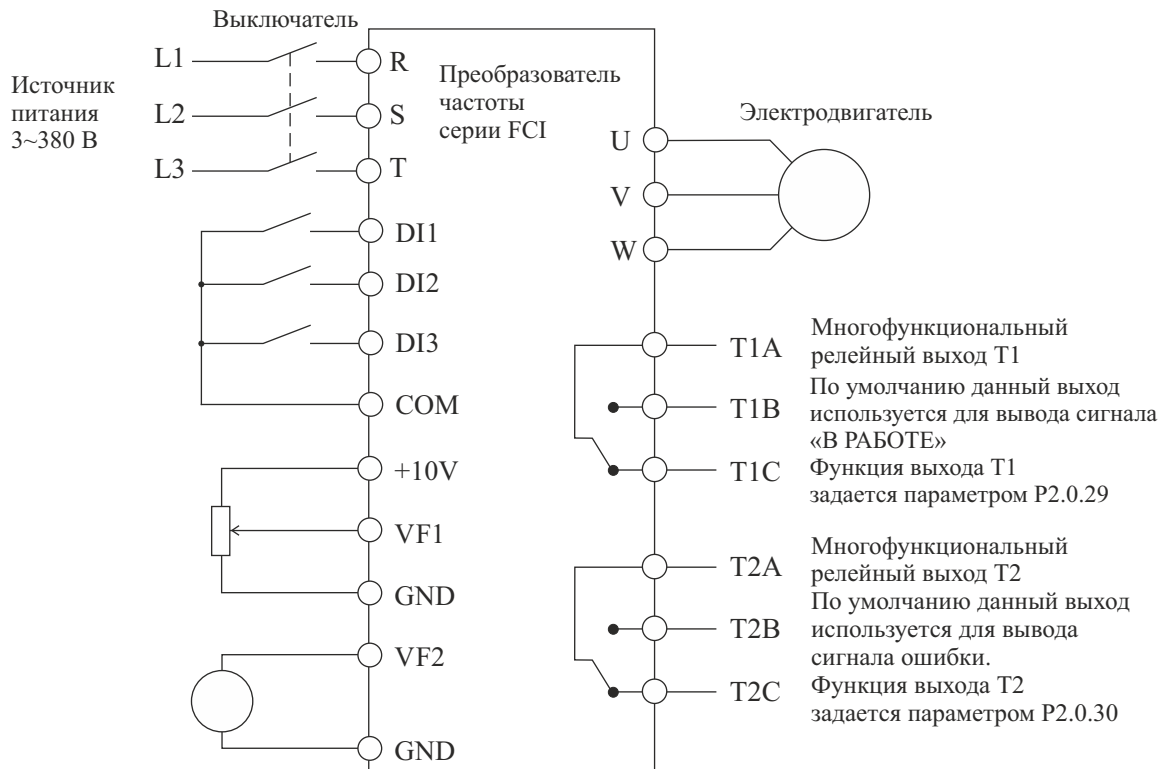 Выключатель
L1
R
Источник
питания
3~380 В
L2
S
L3
T
Преобразователь
частоты
серии FCI
Электродвигатель
U
V
W
DI1
DI2
DI3
COM
+10V
VF1
GND
VF2
GND
T1A
Многофункциональный
релейный выход T1
T1B
По умолчанию данный выход
используется для вывода сигнала
«В РАБОТЕ»
T1C
Функция выхода T1
задается параметром P2.0.29
T2A
Многофункциональный
релейный выход T2
T2B
По умолчанию данный выход
используется для вывода
сигнала ошибки.
T2C
Функция выхода T2
задается параметром P2.0.30